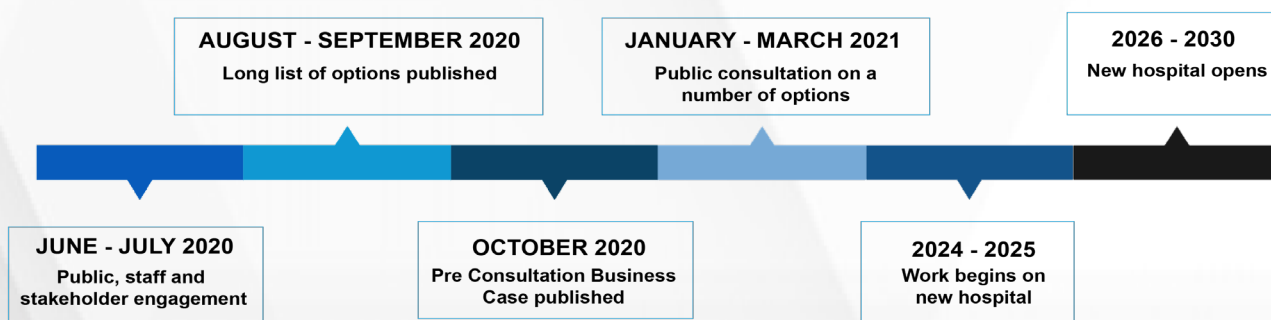 AUGUST - SEPTEMBER 2020
Long list of options published
JANUARY - MARCH 2021
Public consultation on a
number of options
2026 - 2030
New hospital opens
JUNE - JULY 2020
Public, staff and
stakeholder engagement
OCTOBER 2020
Pre Consultation Business
Case published
2024 - 2025
Work begins on
new hospital